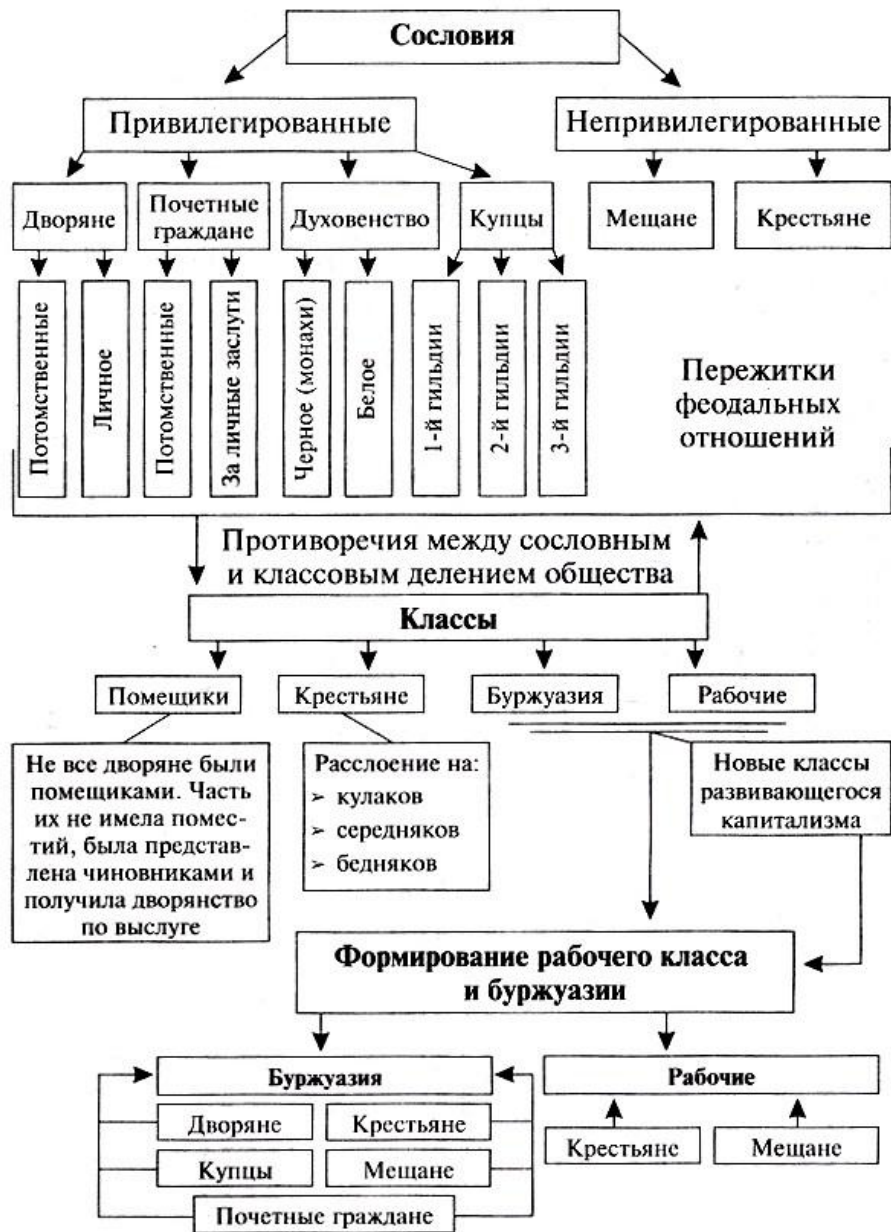 Сословия
Привилегированные
Непривилегированные
Дворяне
Почетные
граждане
Духовенство
Купцы
Мещане
Крестьяне
Потомственные
Личное
Потомственные
За личные заслуги
Черное (монахи)
Белое
1-й гильдии
2-й гильдии
3-й гильдии
Пережитки
феодальных
отношений
Противоречия между сословным
и классовым делением общества
Классы
Помещики
Крестьяне
Буржуазия
Рабочие
Не все дворяне были
помещиками. Часть
их не имела помес-
тий, была представ-
лена чиновниками и
получила дворянство
по выслуге
Расслоение на:
➢ кулаков
➢ середняков
➢ бедняков
Новые классы
развивающегося
капитализма
Формирование рабочего класса
и буржуазии
Буржуазия
Рабочие
Дворяне
Крестьяне
Купцы
Мещане
Почетные граждане
Крестьяне
Мещане